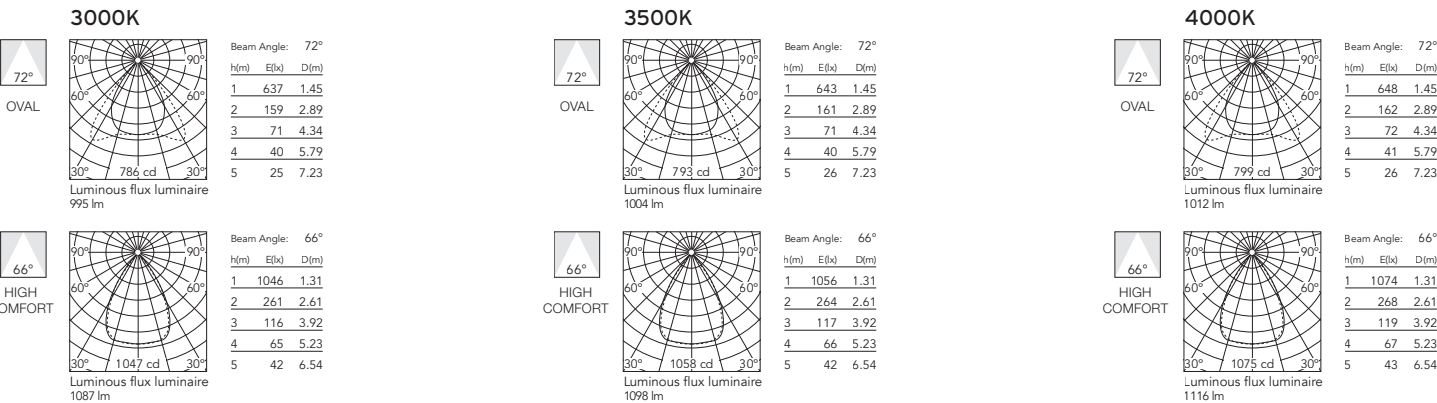 3000K
72°
OVAL
90° 90°
60° 60°
30° 786 cd 30°
Luminous flux luminaire
995 lm
Beam Angle: 72°
h(m) E(lx) D(m)
1 637 1.45
2 159 2.89
3 71 4.34
4 40 5.79
5 25 7.23
66°
HIGH
OMFORT
90° 90°
60° 60°
30° 1047 cd 30°
Luminous flux luminaire
1087 lm
Beam Angle: 66°
h(m) E(lx) D(m)
1 1046 1.31
2 261 2.61
3 116 3.92
4 65 5.23
5 42 6.54
3500K
72°
OVAL
90° 90°
60° 60°
30° 793 cd 30°
Luminous flux luminaire
1004 lm
Beam Angle: 72°
h(m) E(lx) D(m)
1 643 1.45
2 161 2.89
3 71 4.34
4 40 5.79
5 26 7.23
66°
HIGH
COMFORT
90° 90°
60° 60°
30° 1058 cd 30°
Luminous flux luminaire
1098 lm
Beam Angle: 66°
h(m) E(lx) D(m)
1 1056 1.31
2 264 2.61
3 117 3.92
4 66 5.23
5 42 6.54
4000K
72°
OVAL
90° 90°
60° 60°
30° 799 cd 30°
Luminous flux luminaire
1012 lm
Beam Angle: 72°
h(m) E(lx) D(m)
1 648 1.45
2 162 2.89
3 72 4.34
4 41 5.79
5 26 7.23
66°
HIGH
COMFORT
90° 90°
60° 60°
30° 1075 cd 30°
Luminous flux luminaire
1116 lm
Beam Angle: 66°
h(m) E(lx) D(m)
1 1074 1.31
2 268 2.61
3 119 3.92
4 67 5.23
5 43 6.54